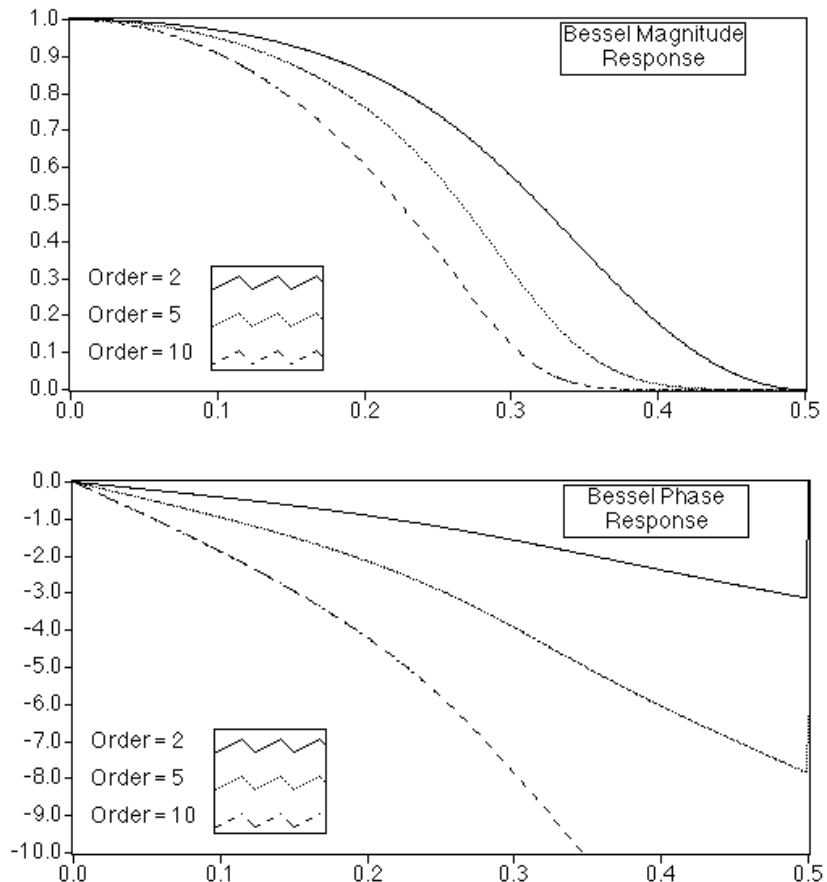 1.0
0.9
0.8
0.7
0.6
0.5
0.4
0.3
0.2
0.1
0.0
Bessel Magnitude
Response
Order = 2
Order = 5
Order = 10
0.0 0.1 0.2 0.3 0.4 0.5
0.0
-1.0
-2.0
-3.0
-4.0
-5.0
-6.0
-7.0
-8.0
-9.0
-10.0
Bessel Phase
Response
Order = 2
Order = 5
Order = 10
0.0 0.1 0.2 0.3 0.4 0.5